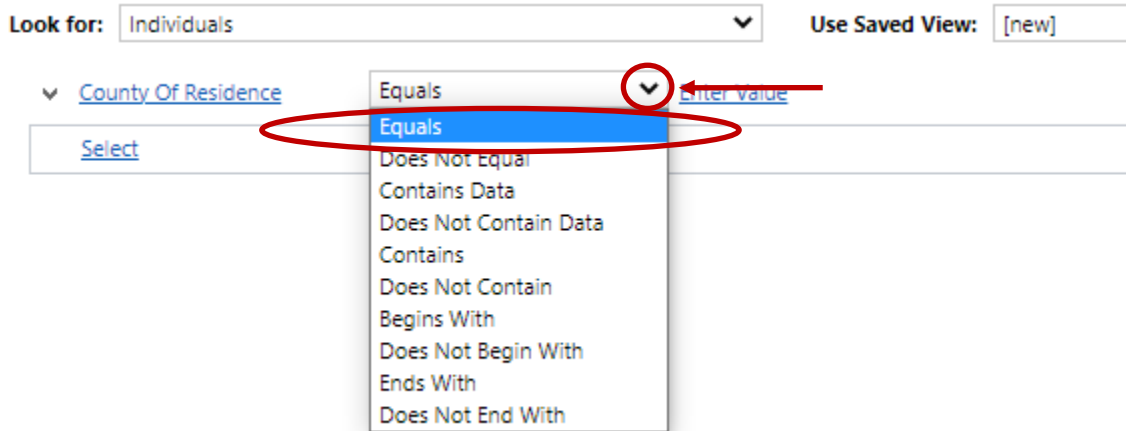 Look for: Individuals Use Saved View: [new]
County Of Residence Equals Enter Value
Equals
Select
Does Not Equal
Contains Data
Does Not Contain Data
Contains
Does Not Contain
Begins With
Does Not Begin With
Ends With
Does Not End With